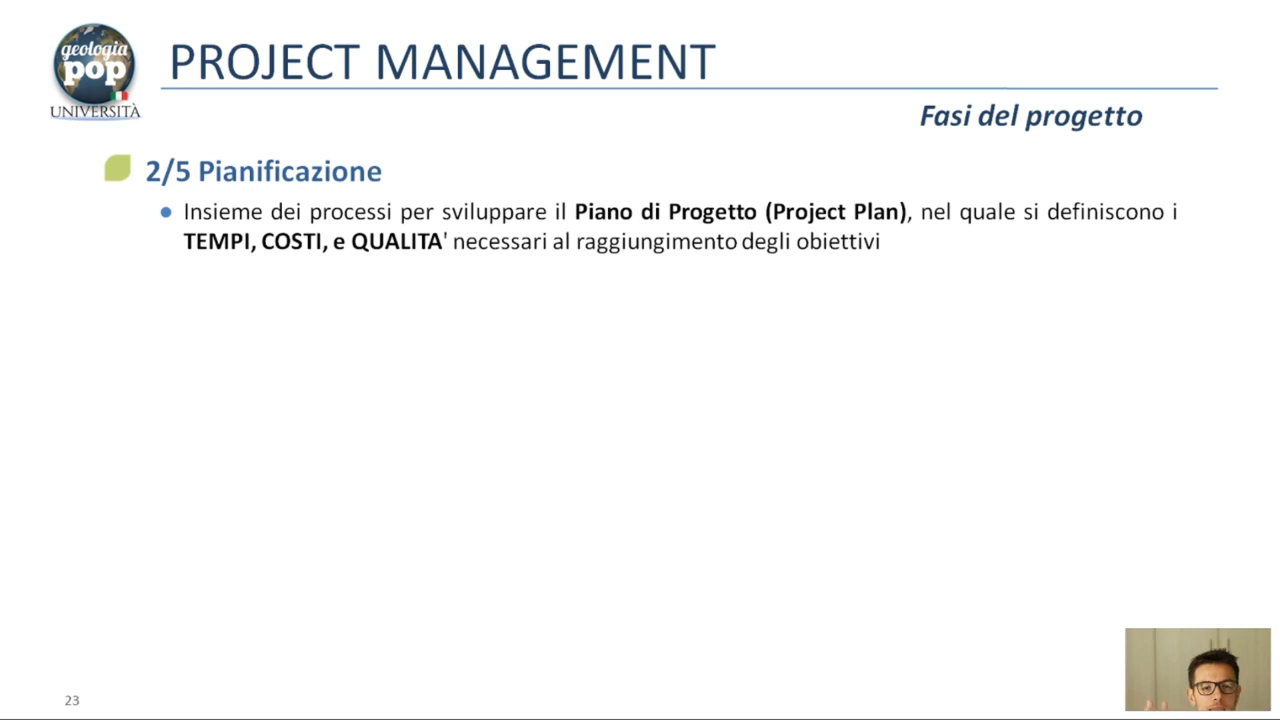 geologia
pop
UNIVERSITÀ
PROJECT MANAGEMENT
Fasi del progetto
2/5 Pianificazione
Insieme dei processi per sviluppare il Piano di Progetto (Project Plan), nel quale si definiscono i
TEMPI, COSTI, e QUALITA' necessari al raggiungimento degli obiettivi
23